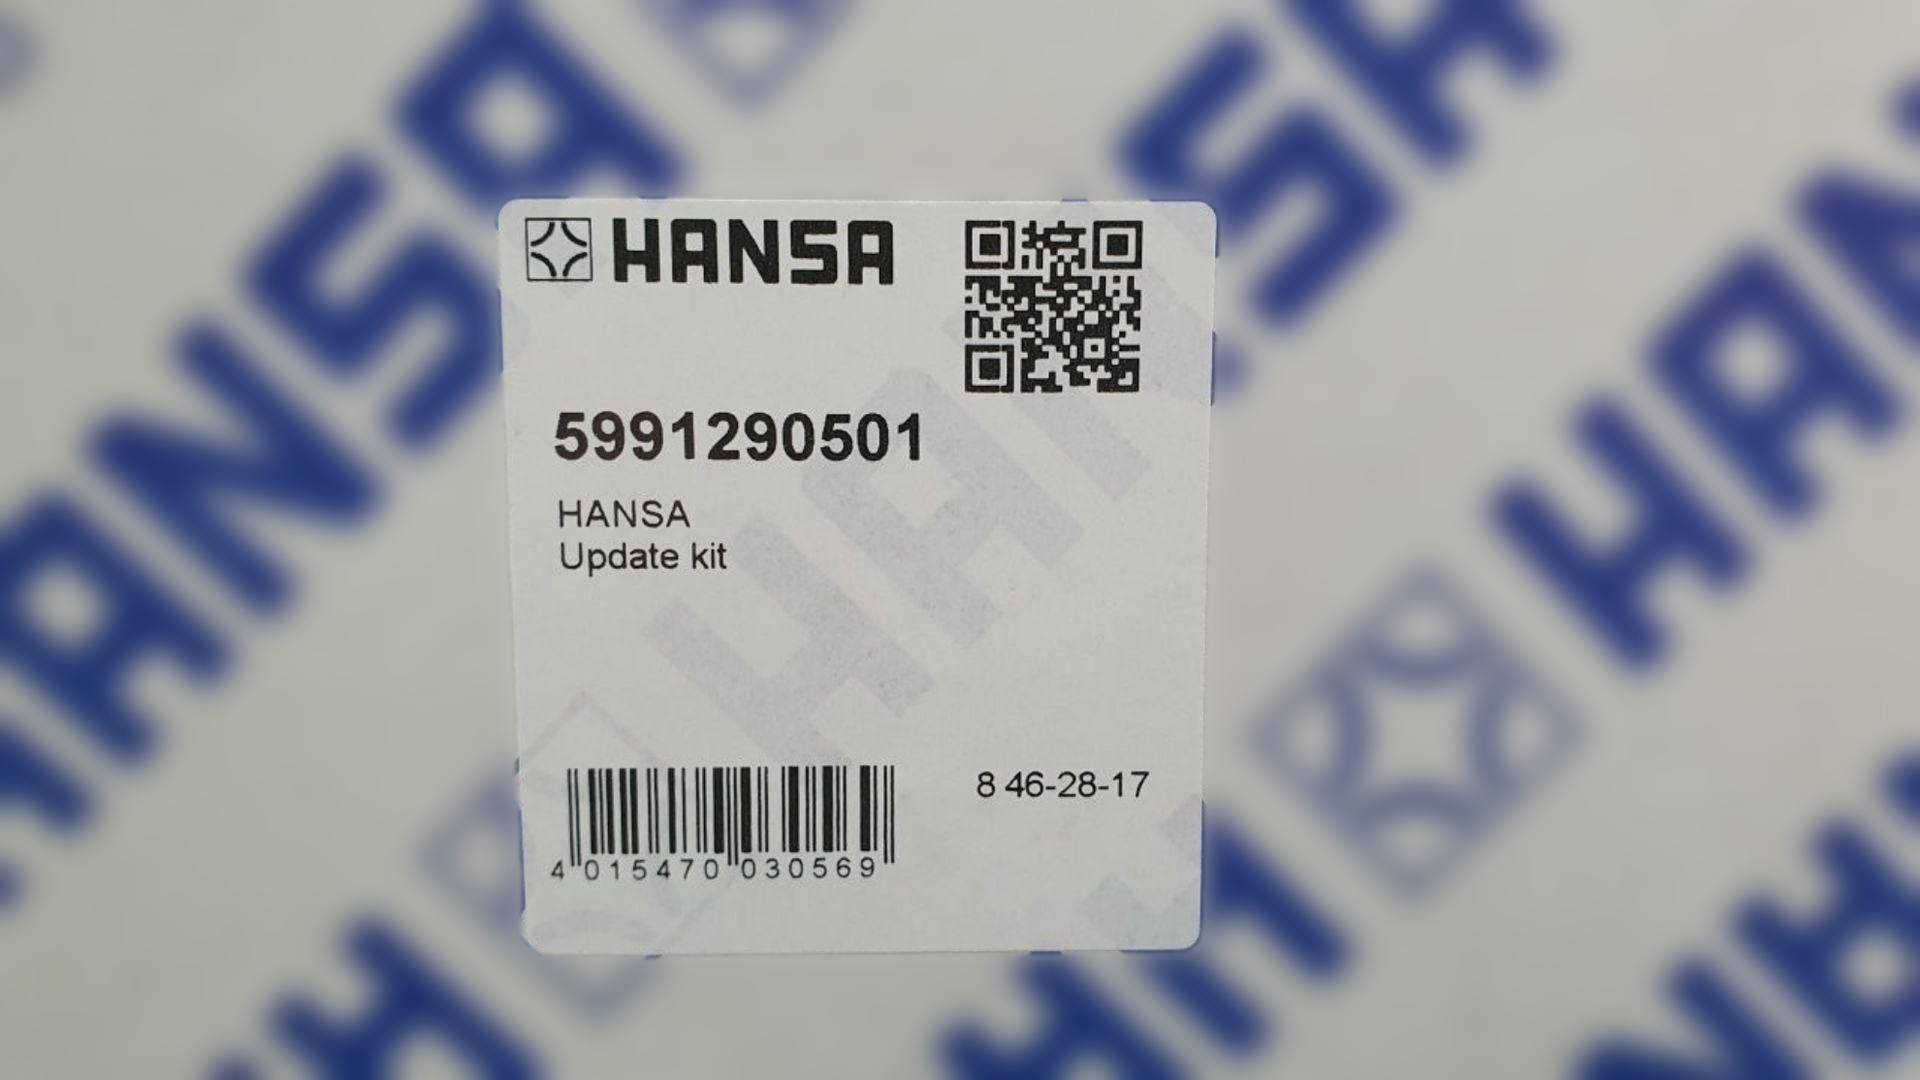 HANSA
5991290501
HANSA
Update kit
8 46-28-17
4 015470 030569